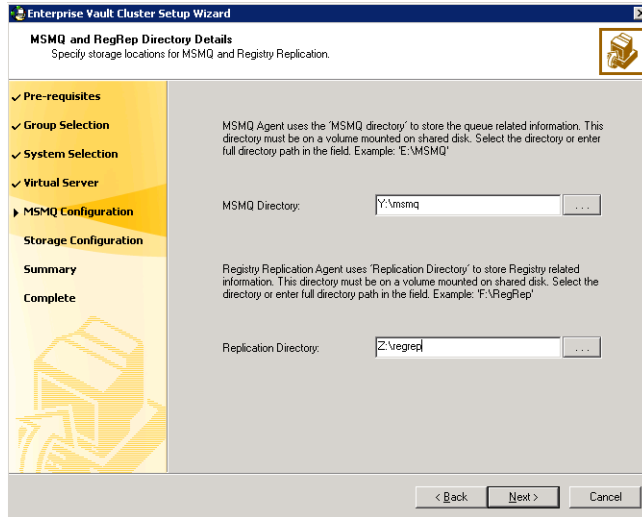 Enterprise Vault Cluster Setup Wizard
MSMQ and RegRep Directory Details
Specify storage locations for MSMQ and Registry Replication.
Pre-requisites
Group Selection
System Selection
Virtual Server
MSMQ Configuration
Storage Configuration
Summary
Complete
MSMQ Agent uses the 'MSMQ directory' to store the queue related information. This
directory must be on a volume mounted on shared disk. Select the directory or enter
full directory path in the field. Example: 'E:\MSMQ'
MSMQ Directory: Y:\msmq ...
Registry Replication Agent uses 'Replication Directory' to store Registry related
information. This directory must be on a volume mounted on shared disk. Select the
directory or enter full directory path in the field. Example: 'F:\RegRep'
Replication Directory: Z:\regrep ...
< Back Next > Cancel